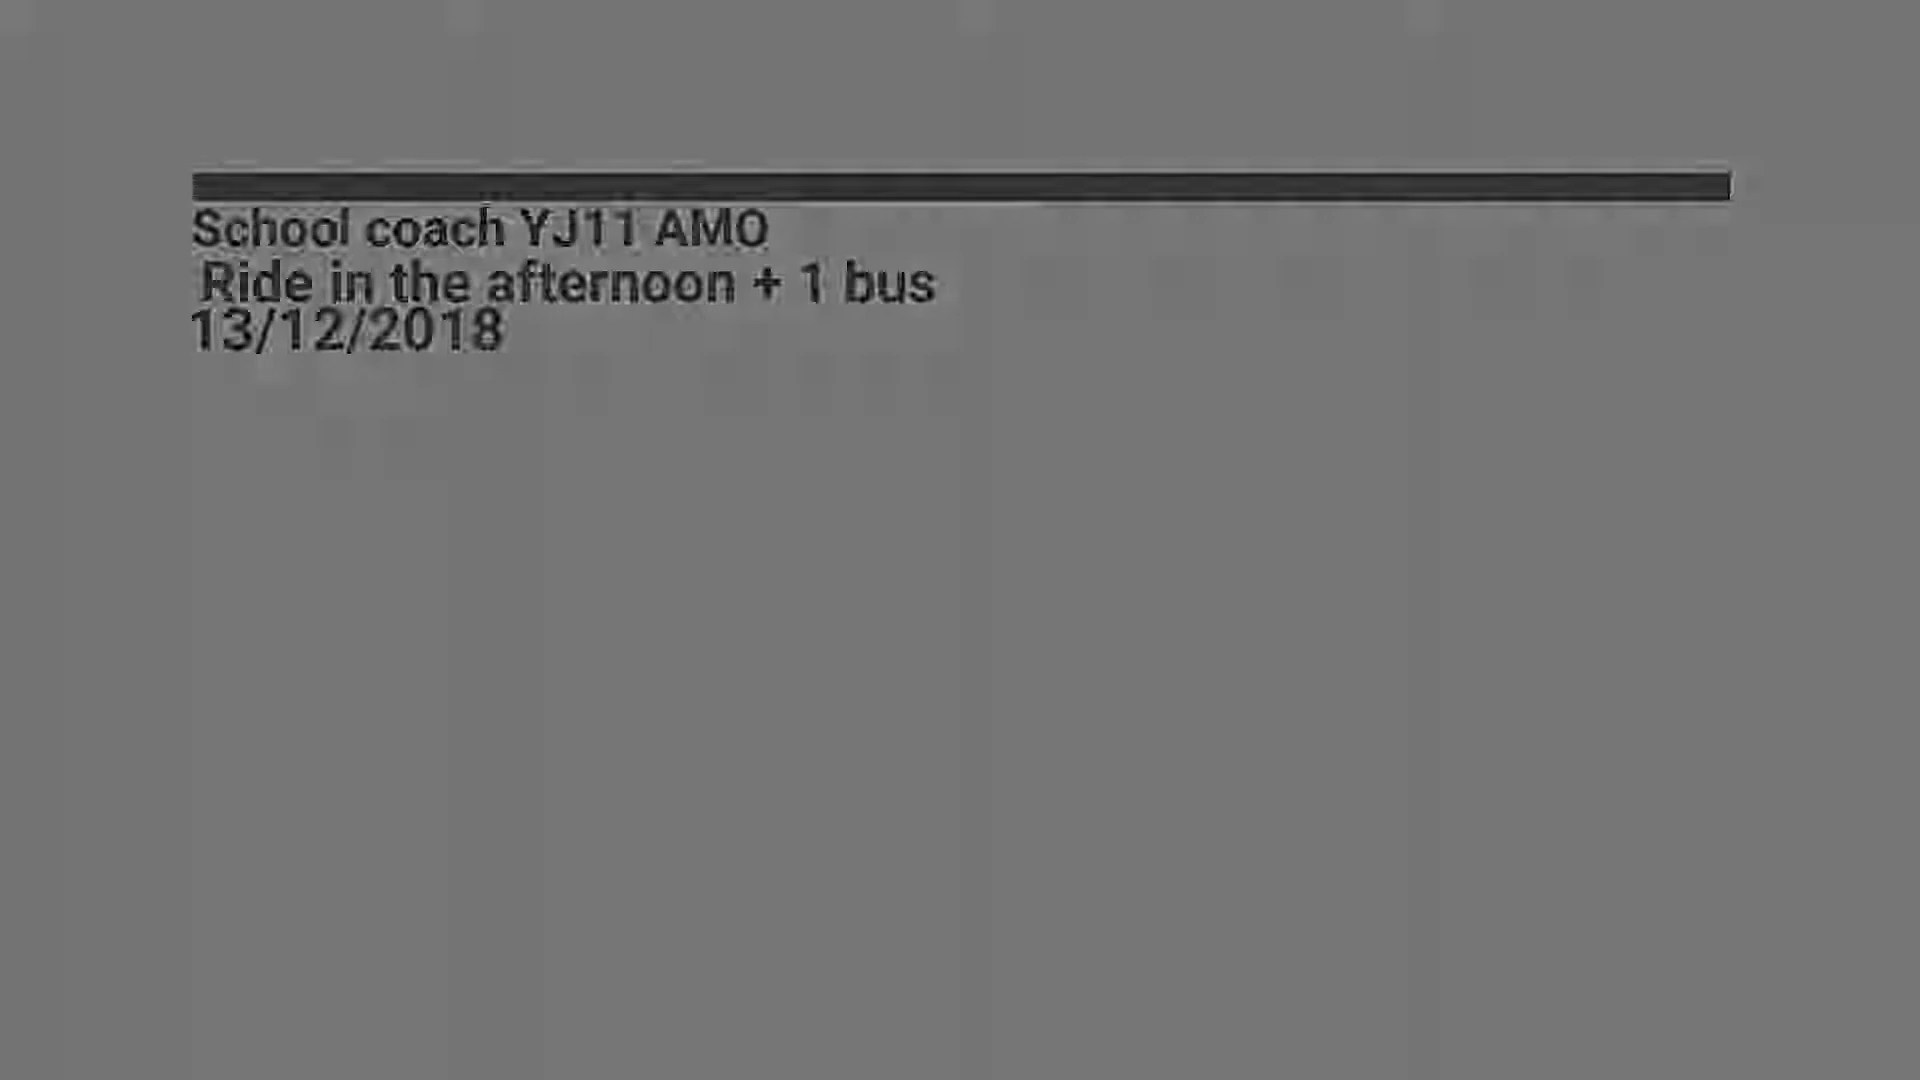 School coach YJ11 AMO
Ride in the afternoon + 1 bus
13/12/2018